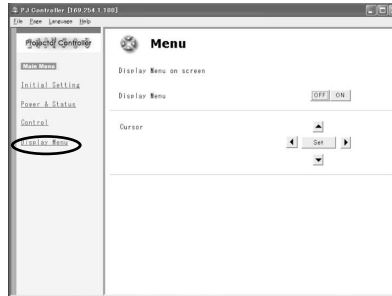 PJ Controller [169.254.1.100]
File Page Language Help
Projector Controller
Main Menu
Initial Setting
Power & Status
Control
Display Menu
Menu
Display Menu on screen
Display Menu OFF ON
Cursor
Set